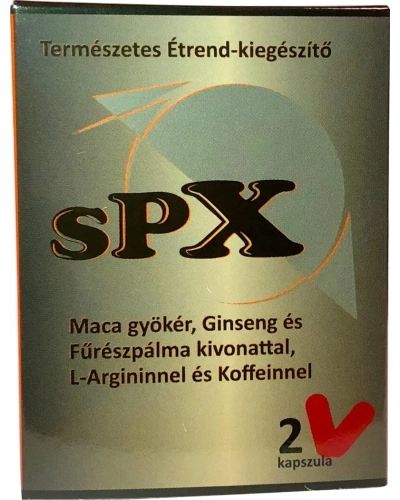 Természetes Étrend-kiegészítő
SPX
Maca gyökér, Ginseng és
Fűrészpálma kivonattal,
L-Argininnel és Koffeinnel
2
kapszula